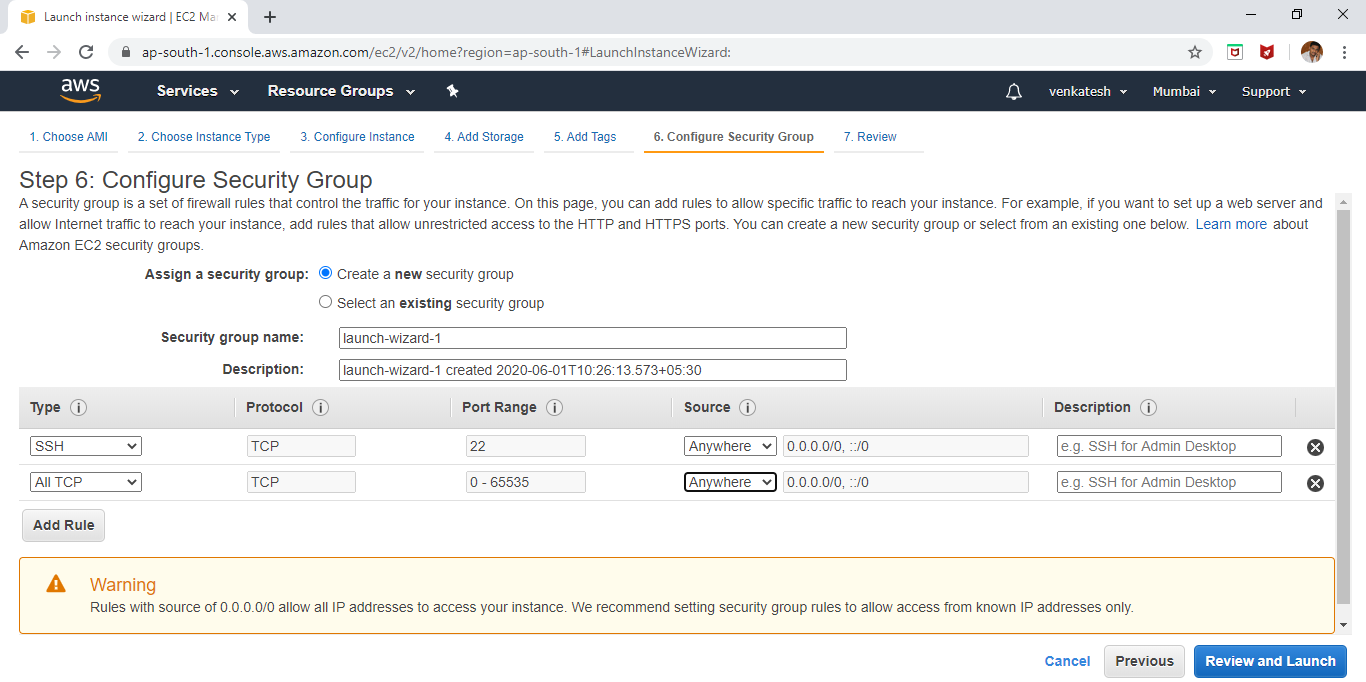 Launch instance wizard | EC2 Ma
ap-south-1.console.aws.amazon.com/ec2/v2/home?region=ap-south-1#LaunchInstanceWizard:
aws Services Resource Groups venkatesh Mumbai Support
1. Choose AMI 2. Choose Instance Type 3. Configure Instance 4. Add Storage 5. Add Tags 6. Configure Security Group 7. Review
Step 6: Configure Security Group
A security group is a set of firewall rules that control the traffic for your instance. On this page, you can add rules to allow specific traffic to reach your instance. For example, if you want to set up a web server and
allow Internet traffic to reach your instance, add rules that allow unrestricted access to the HTTP and HTTPS ports. You can create a new security group or select from an existing one below. Learn more about
Amazon EC2 security groups.
Assign a security group: Create a new security group
Select an existing security group
Security group name: launch-wizard-1
Description: launch-wizard-1 created 2020-06-01T10:26:13.573+05:30
Type i Protocol i Port Range i Source i Description i
SSH TCP 22 Anywhere 0.0.0.0/0, ::/0 e.g. SSH for Admin Desktop
All TCP TCP 0 - 65535 Anywhere 0.0.0.0/0, ::/0 e.g. SSH for Admin Desktop
Add Rule
Warning
Rules with source of 0.0.0.0/0 allow all IP addresses to access your instance. We recommend setting security group rules to allow access from known IP addresses only.
Cancel Previous Review and Launch